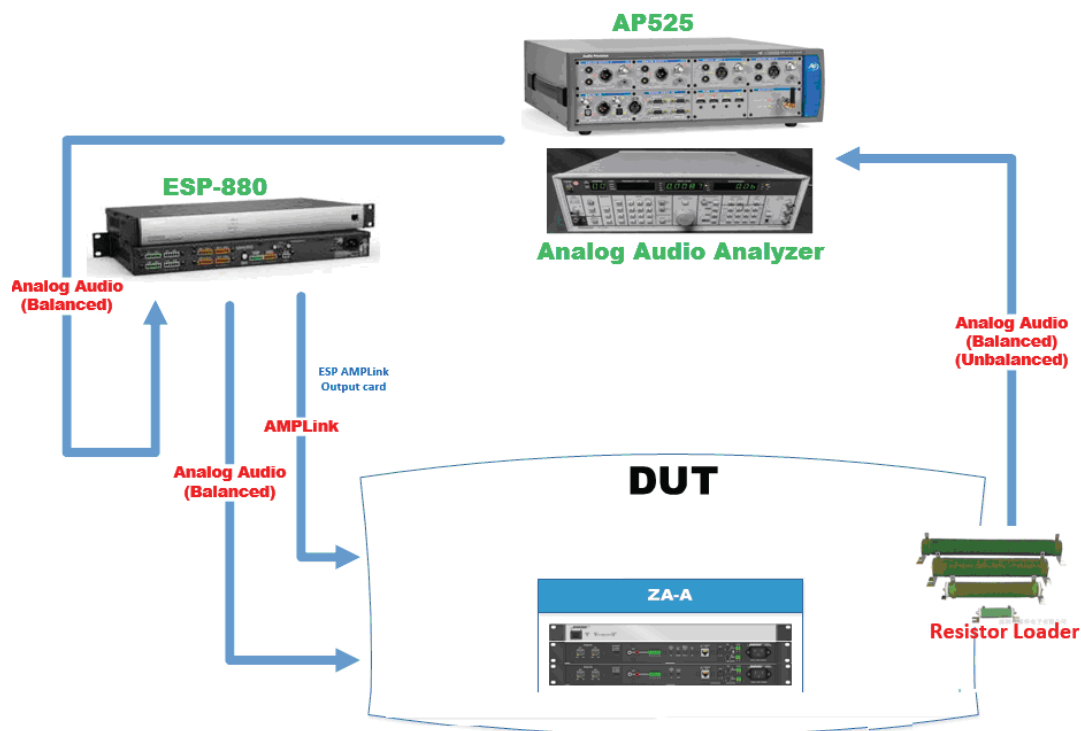 AP525
ESP-880
Analog Audio Analyzer
Analog Audio
(Balanced)
Analog Audio
(Balanced)
(Unbalanced)
ESP AMPLink
Output card
AMPLink
Analog Audio
(Balanced)
DUT
ZA-A
Resistor Loader